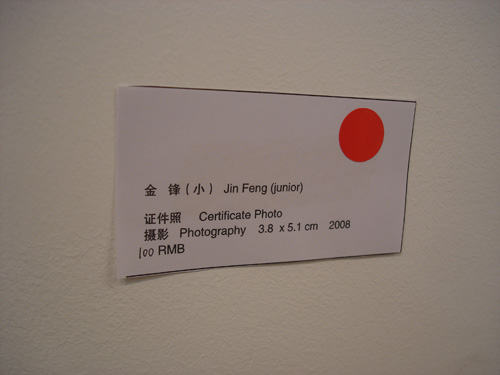 金 锋(小) Jin Feng (junior)
证件照 Certificate Photo
摄影 Photography 3.8 x 5.1 cm 2008
100 RMB